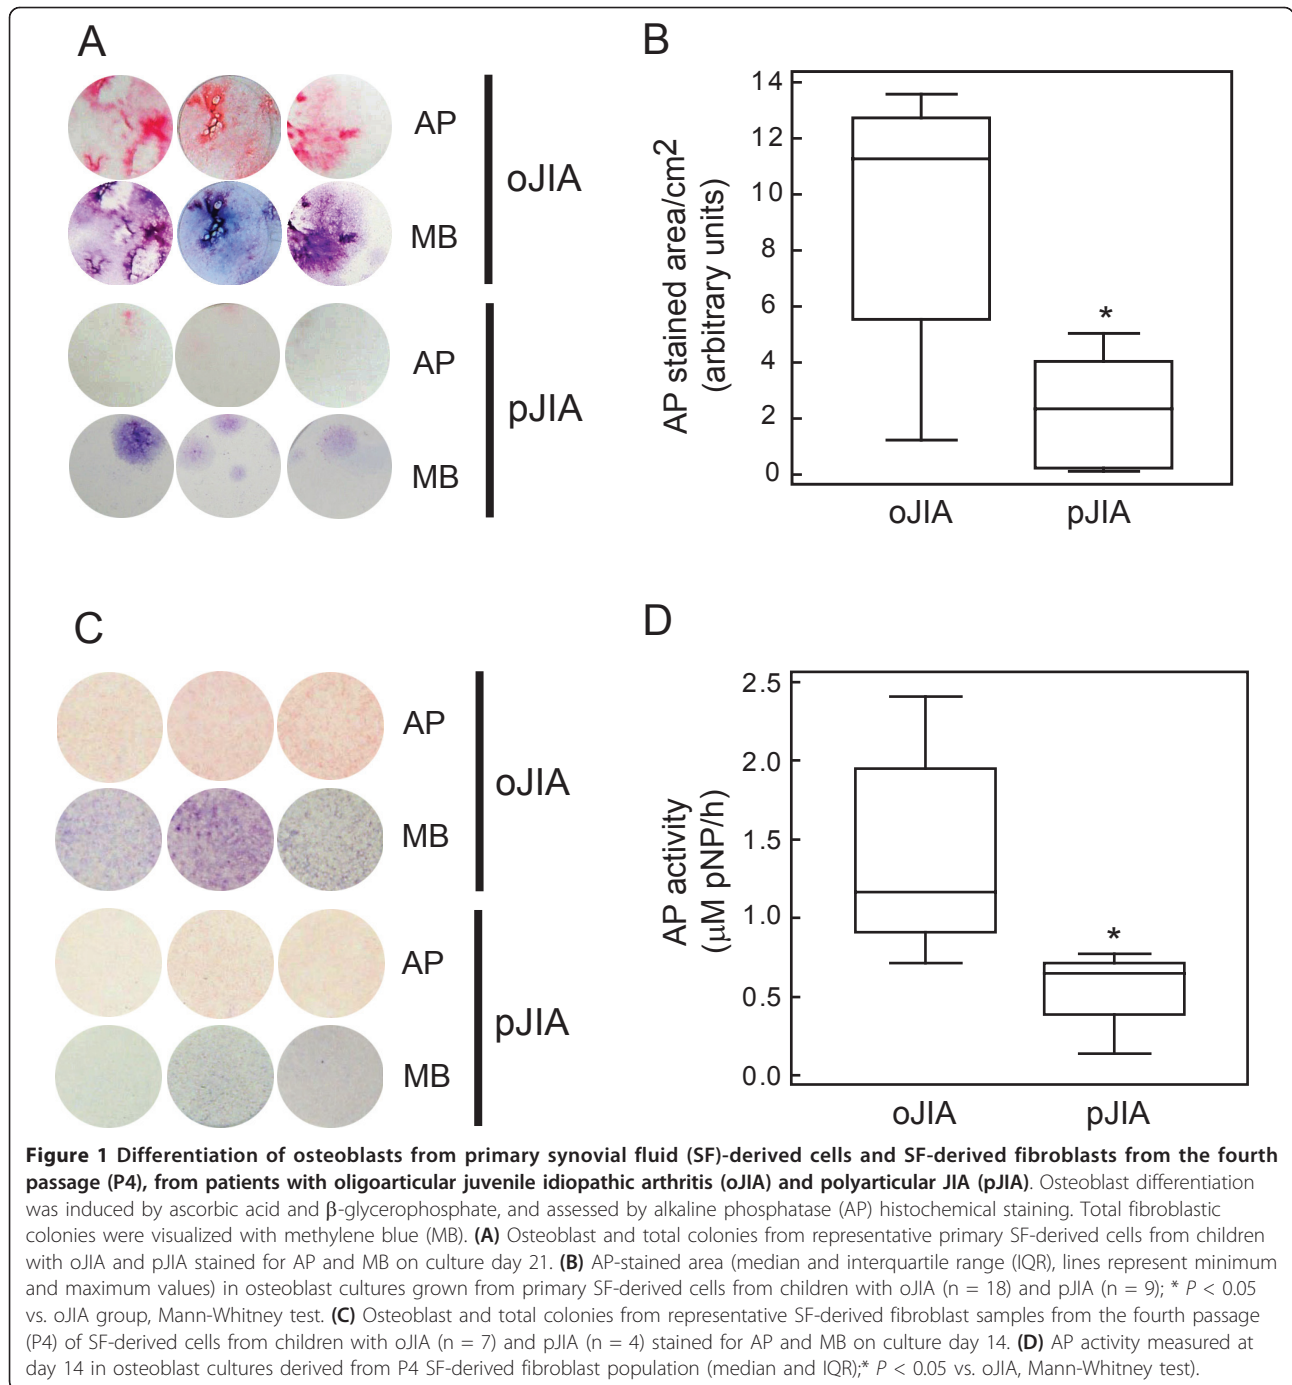 A
AP
MB
oJIA
AP
MB
pJIA
B
AP stained area/cm2
(arbitrary units)
14
12
10
8
6
4
2
0
*
oJIA
pJIA
C
AP
MB
oJIA
AP
MB
pJIA
D
AP activity
(μM pNP/h)
2.5
2.0
1.5
1.0
0.5
0.0
*
oJIA
pJIA
Figure 1 Differentiation of osteoblasts from primary synovial fluid (SF)-derived cells and SF-derived fibroblasts from the fourth
passage (P4), from patients with oligoarticular juvenile idiopathic arthritis (oJIA) and polyarticular JIA (pJIA). Osteoblast differentiation
was induced by ascorbic acid and β-glycerophosphate, and assessed by alkaline phosphatase (AP) histochemical staining. Total fibroblastic
colonies were visualized with methylene blue (MB). (A) Osteoblast and total colonies from representative primary SF-derived cells from children
with oJIA and pJIA stained for AP and MB on culture day 21. (B) AP-stained area (median and interquartile range (IQR), lines represent minimum
and maximum values) in osteoblast cultures grown from primary SF-derived cells from children with oJIA (n = 18) and pJIA (n = 9); * P < 0.05
vs. oJIA group, Mann-Whitney test. (C) Osteoblast and total colonies from representative SF-derived fibroblast samples from the fourth passage
(P4) of SF-derived cells from children with oJIA (n = 7) and pJIA (n = 4) stained for AP and MB on culture day 14. (D) AP activity measured at
day 14 in osteoblast cultures derived from P4 SF-derived fibroblast population (median and IQR);* P < 0.05 vs. oJIA, Mann-Whitney test).